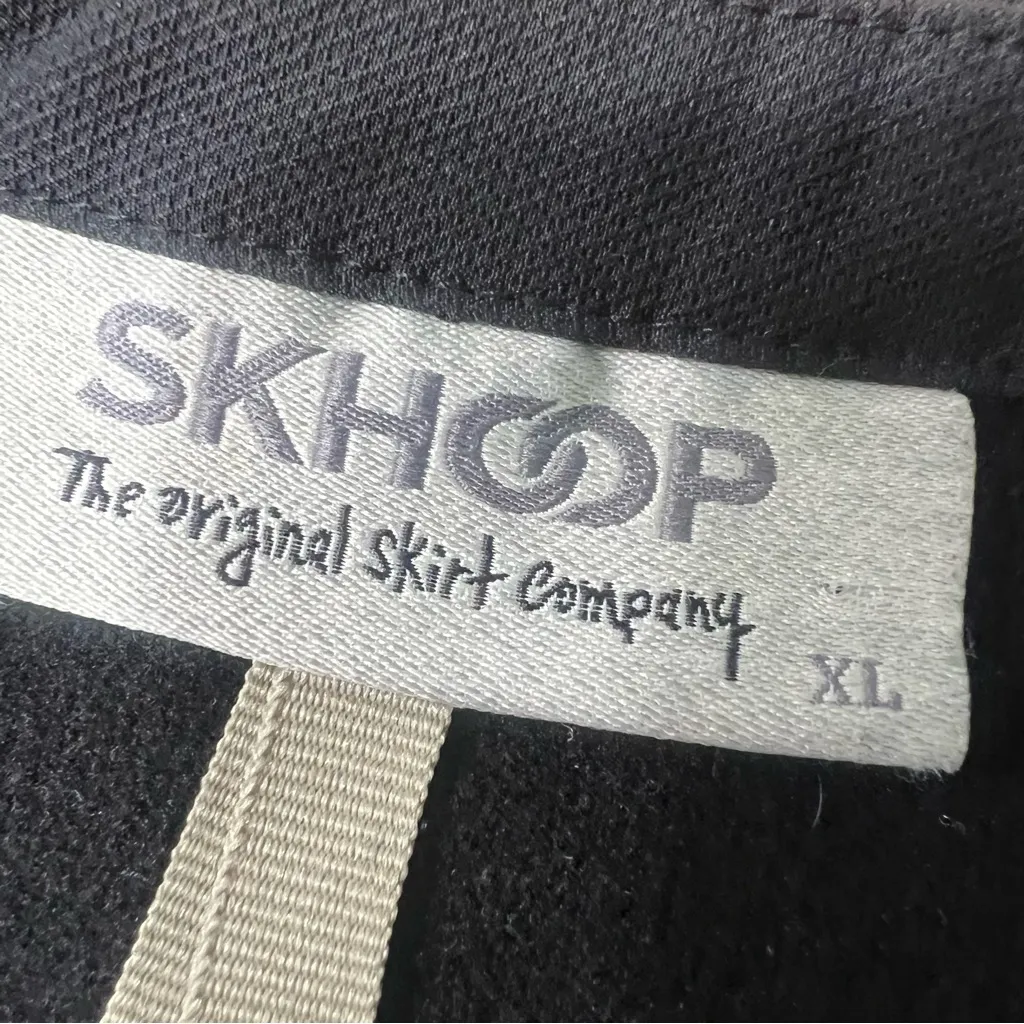 SKHOOP
The original skirt company
XL